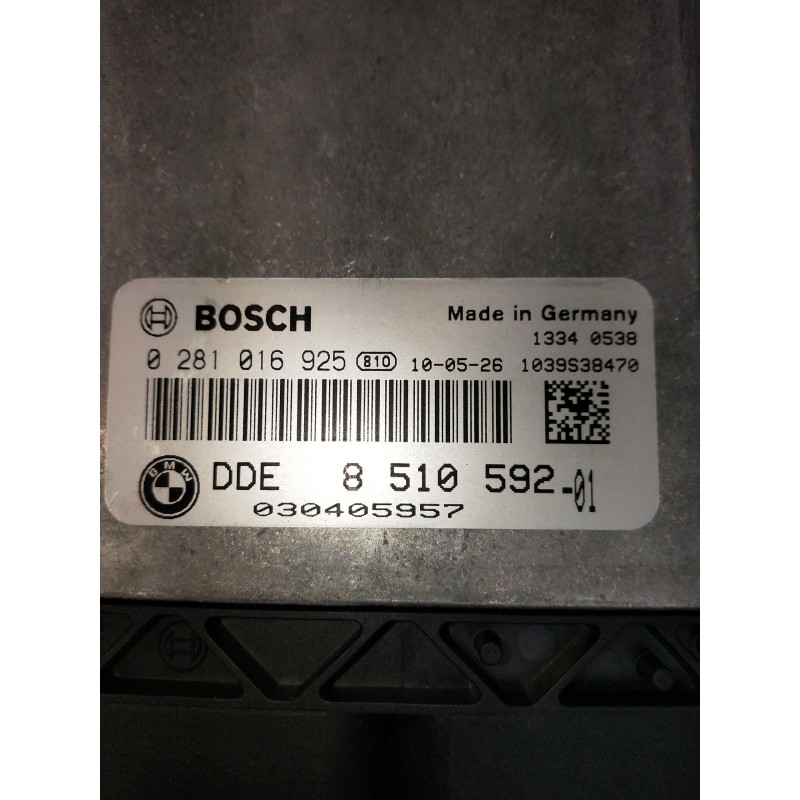 BOSCH Made in Germany
1334 0538
0 281 016 925 810 10-05-26 1039S38470
BMW DDE 8 510 592-01
030405957